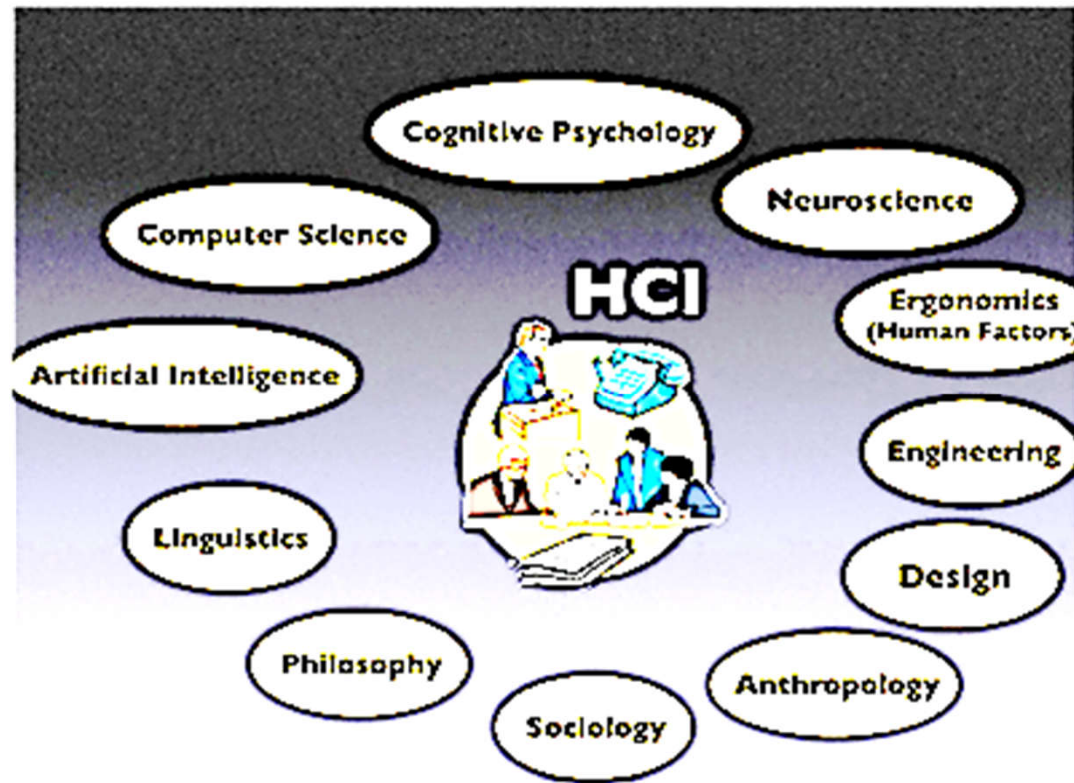 Cognitive Psychology
Neuroscience
Computer Science
HCI
Ergonomics
(Human Factors)
Artificial Intelligence
Engineering
Linguistics
Design
Philosophy
Anthropology
Sociology